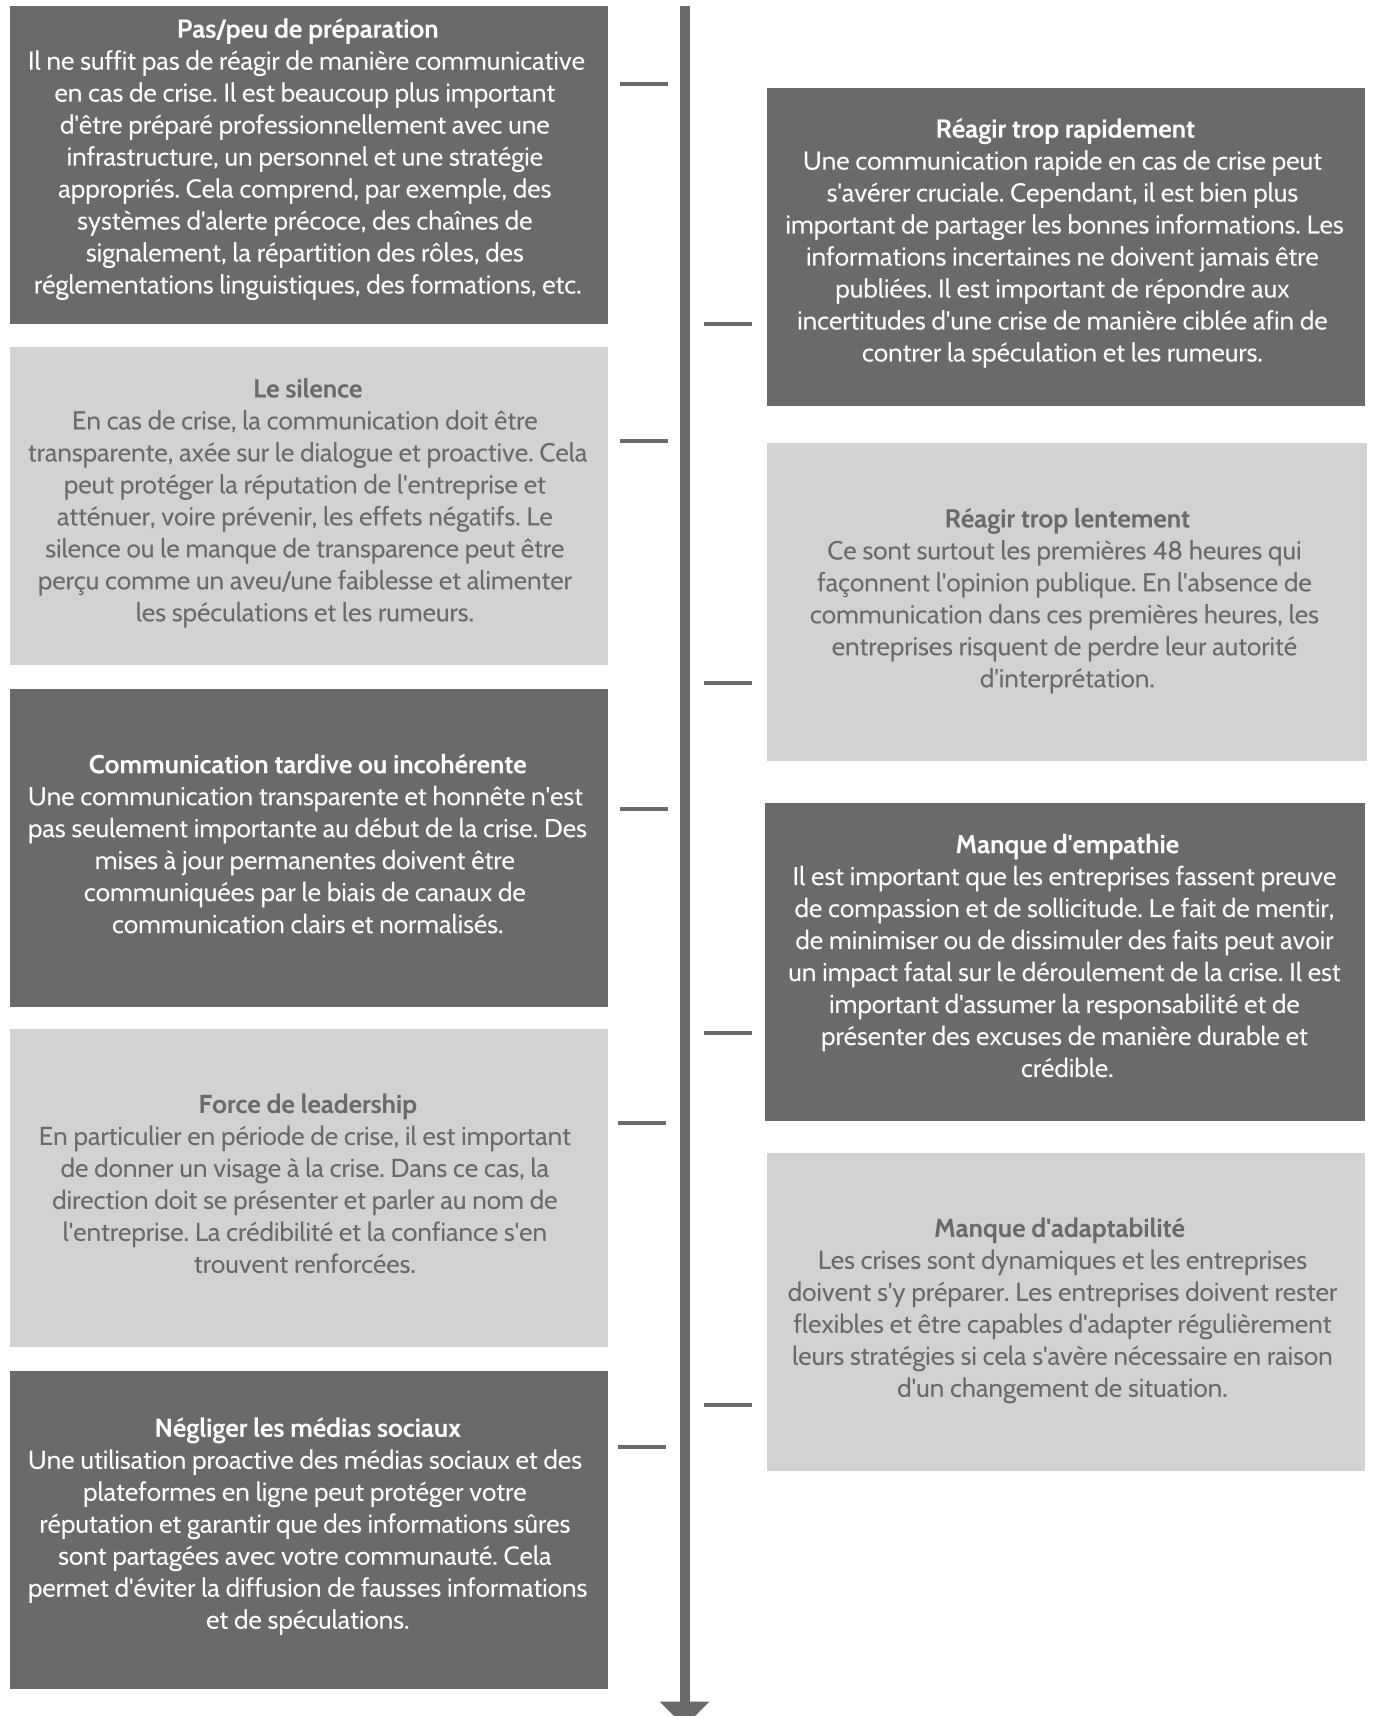 Pas/peu de préparation
Il ne suffit pas de réagir de manière communicative
en cas de crise. Il est beaucoup plus important
d'être préparé professionnellement avec une
infrastructure, un personnel et une stratégie
appropriés. Cela comprend, par exemple, des
systèmes d'alerte précoce, des chaînes de
signalement, la répartition des rôles, des
réglementations linguistiques, des formations, etc.
Réagir trop rapidement
Une communication rapide en cas de crise peut
s'avérer cruciale. Cependant, il est bien plus
important de partager les bonnes informations. Les
informations incertaines ne doivent jamais être
publiées. Il est important de répondre aux
incertitudes d'une crise de manière ciblée afin de
contrer la spéculation et les rumeurs.
Le silence
En cas de crise, la communication doit être
transparente, axée sur le dialogue et proactive. Cela
peut protéger la réputation de l'entreprise et
atténuer, voire prévenir, les effets négatifs. Le
silence ou le manque de transparence peut être
perçu comme un aveu/une faiblesse et alimenter
les spéculations et les rumeurs.
Réagir trop lentement
Ce sont surtout les premières 48 heures qui
façonnent l'opinion publique. En l'absence de
communication dans ces premières heures, les
entreprises risquent de perdre leur autorité
d'interprétation.
Communication tardive ou incohérente
Une communication transparente et honnête n'est
pas seulement importante au début de la crise. Des
mises à jour permanentes doivent être
communiquées par le biais de canaux de
communication clairs et normalisés.
Manque d'empathie
Il est important que les entreprises fassent preuve
de compassion et de sollicitude. Le fait de mentir,
de minimiser ou de dissimuler des faits peut avoir
un impact fatal sur le déroulement de la crise. Il est
important d'assumer la responsabilité et de
présenter des excuses de manière durable et
crédible.
Force de leadership
En particulier en période de crise, il est important
de donner un visage à la crise. Dans ce cas, la
direction doit se présenter et parler au nom de
l'entreprise. La crédibilité et la confiance s'en
trouvent renforcées.
Manque d'adaptabilité
Les crises sont dynamiques et les entreprises
doivent s'y préparer. Les entreprises doivent rester
flexibles et être capables d'adapter régulièrement
leurs stratégies si cela s'avère nécessaire en raison
d'un changement de situation.
Négliger les médias sociaux
Une utilisation proactive des médias sociaux et des
plateformes en ligne peut protéger votre
réputation et garantir que des informations sûres
sont partagées avec votre communauté. Cela
permet d'éviter la diffusion de fausses informations
et de spéculations.